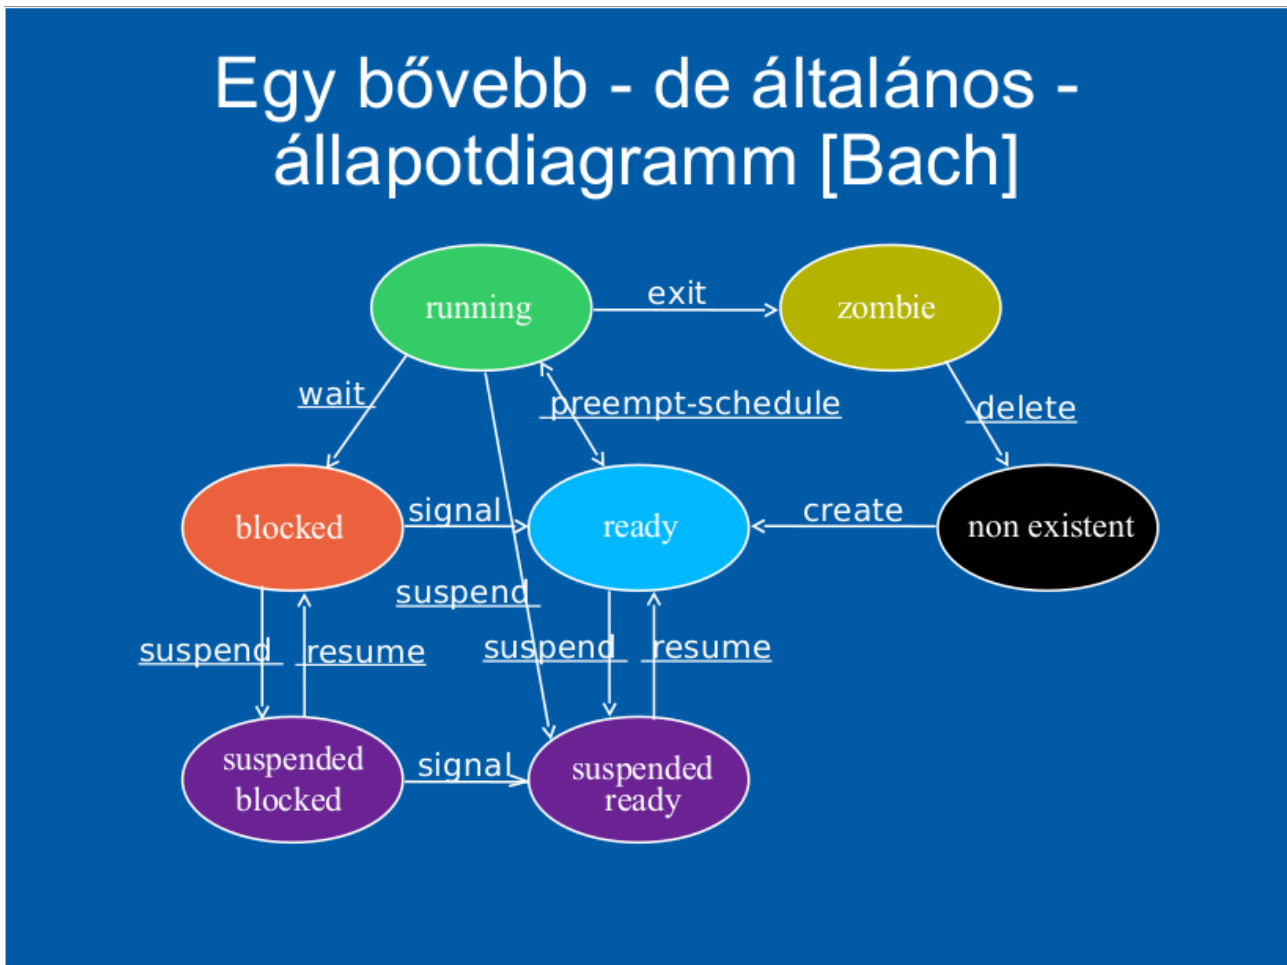 Egy bővebb - de általános -
állapotdiagramm [Bach]
running
exit
zombie
wait
preempt-schedule
delete
blocked
signal
ready
create
non existent
suspend
suspend
resume
suspend
resume
suspended
blocked
signal
suspended
ready